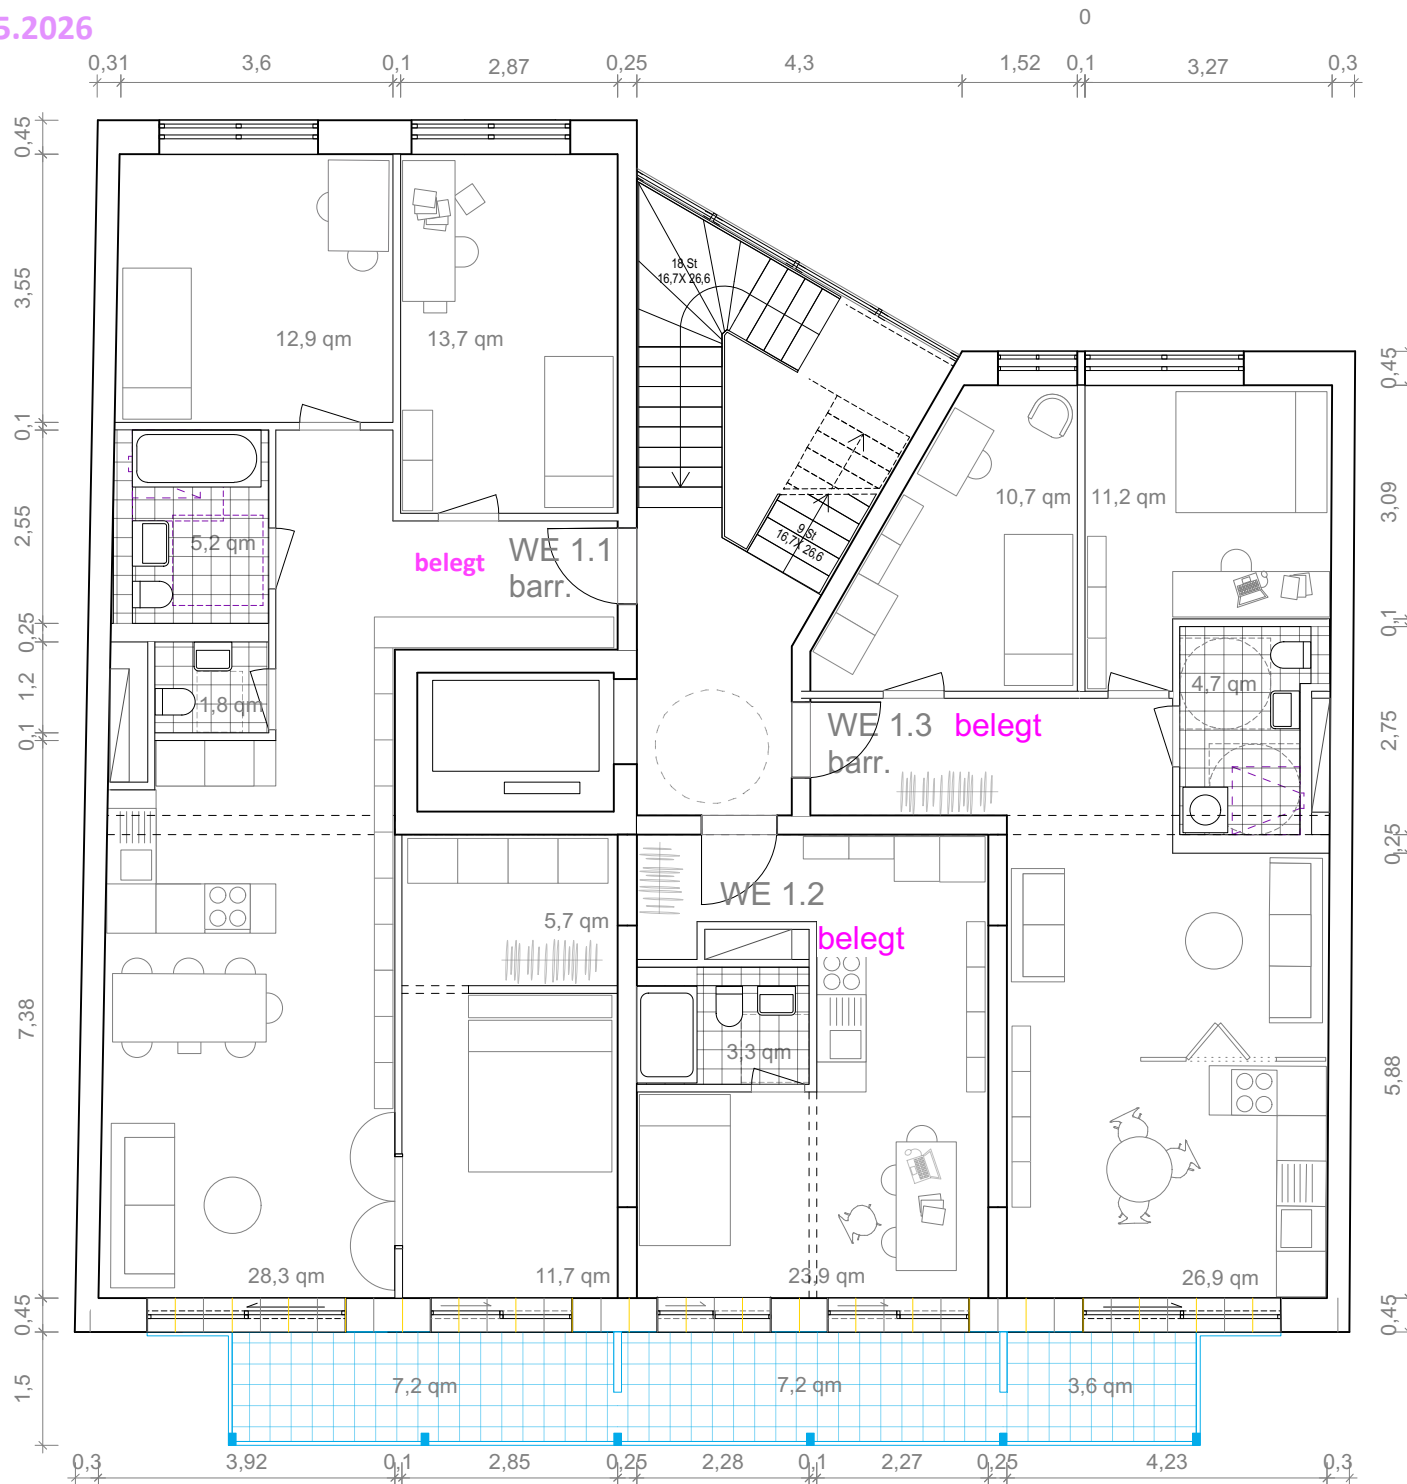 5.2026
0
0,31 3,6 0,1 2,87 0,25 4,3 1,52 0,1 3,27 0,3
0,45
3,55
0,1
2,55
0,25
1,2
0,1
7,38
0,45
1,5
18 St
16,7X 26,6
12,9 qm
13,7 qm
0,45
3,09
0,1
2,75
0,25
5,88
0,45
10,7 qm
11,2 qm
9 St
16,7X 26,6
5,2 qm
belegt
WE 1.1
barr.
1,8 qm
4,7 qm
WE 1.3 belegt
barr.
WE 1.2
belegt
5,7 qm
3,3 qm
28,3 qm
11,7 qm
23,9 qm
26,9 qm
7,2 qm
7,2 qm
3,6 qm
0,3 3,92 0,1 2,85 0,25 2,28 0,1 2,27 0,25 4,23 0,3